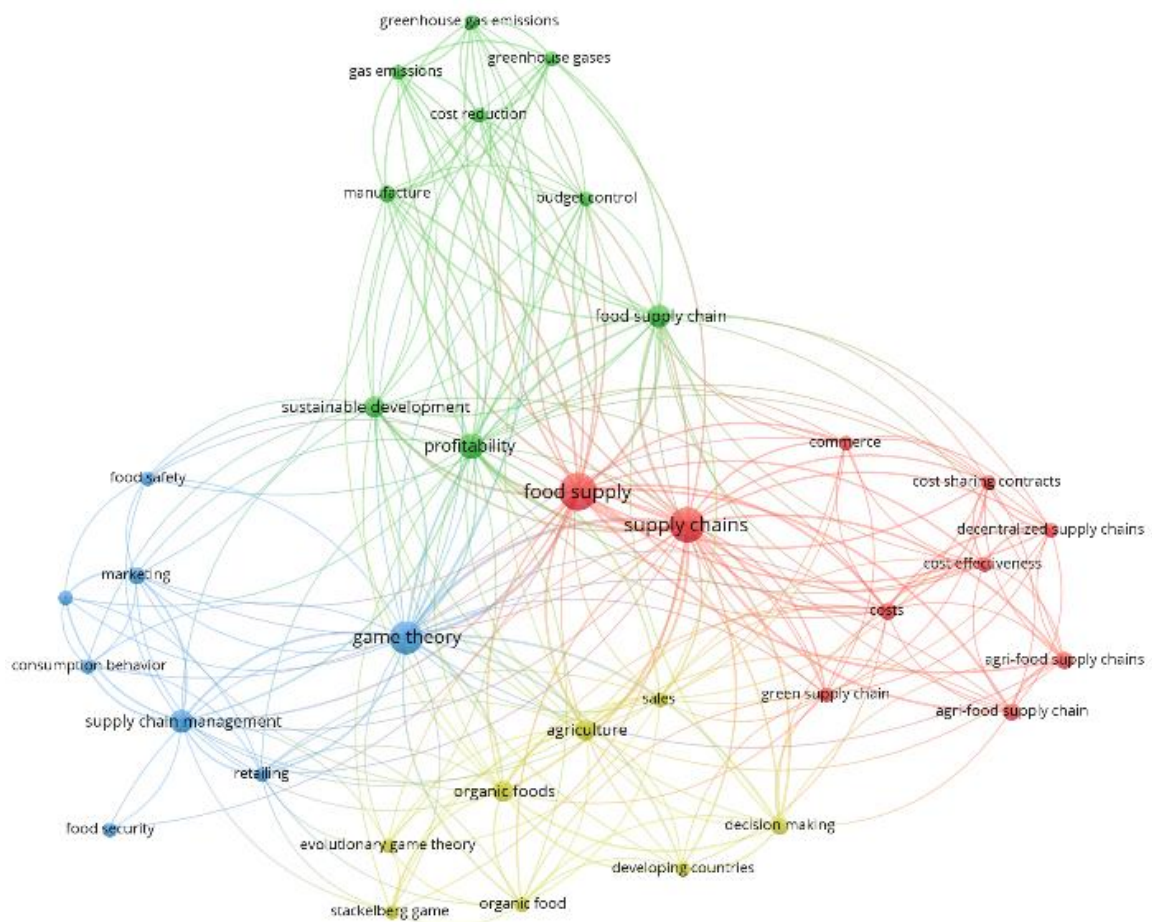 greenhouse gas emissions
greenhouse gases
gas emissions
cost reduction
manufacture
budget control
food supply chain
sustainable development
profitability
commerce
food safety
cost sharing contracts
food supply
supply chains
decentralized supply chains
cost effectiveness
marketing
costs
game theory
consumption behavior
agri-food supply chains
sales
green supply chain
agri-food supply chain
supply chain management
agriculture
retailing
organic foods
food security
decision making
evolutionary game theory
developing countries
organic food
stackelberg game